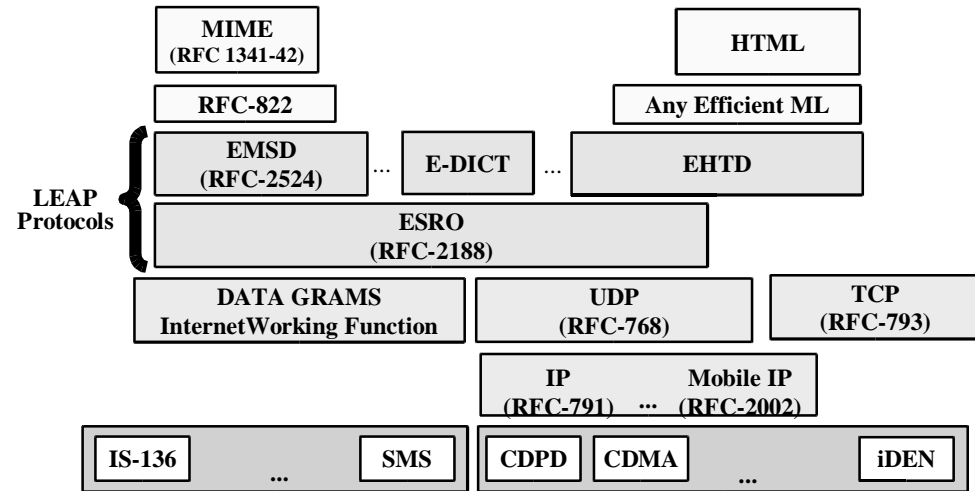 MIME
(RFC 1341-42)
HTML
RFC-822
Any Efficient ML
LEAP
Protocols
EMSD
(RFC-2524)
...
E-DICT
...
EHTD
ESRO
(RFC-2188)
DATA GRAMS
InternetWorking Function
UDP
(RFC-768)
TCP
(RFC-793)
IP
(RFC-791)
...
Mobile IP
(RFC-2002)
IS-136
...
SMS
CDPD
CDMA
...
iDEN